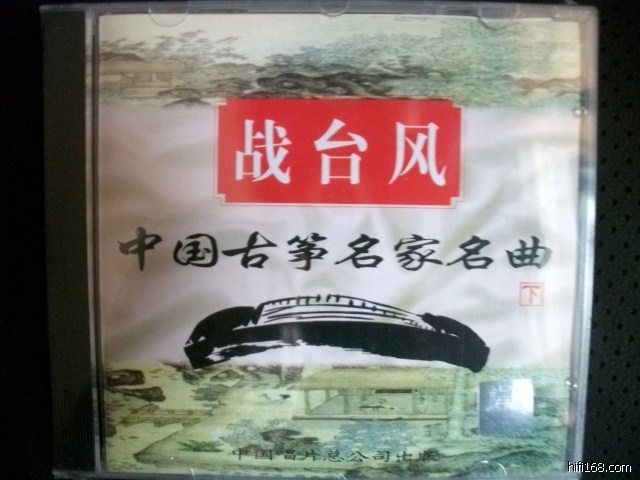 战台风
中国古筝名家名曲
下
中国唱片总公司出版
hifi168.com